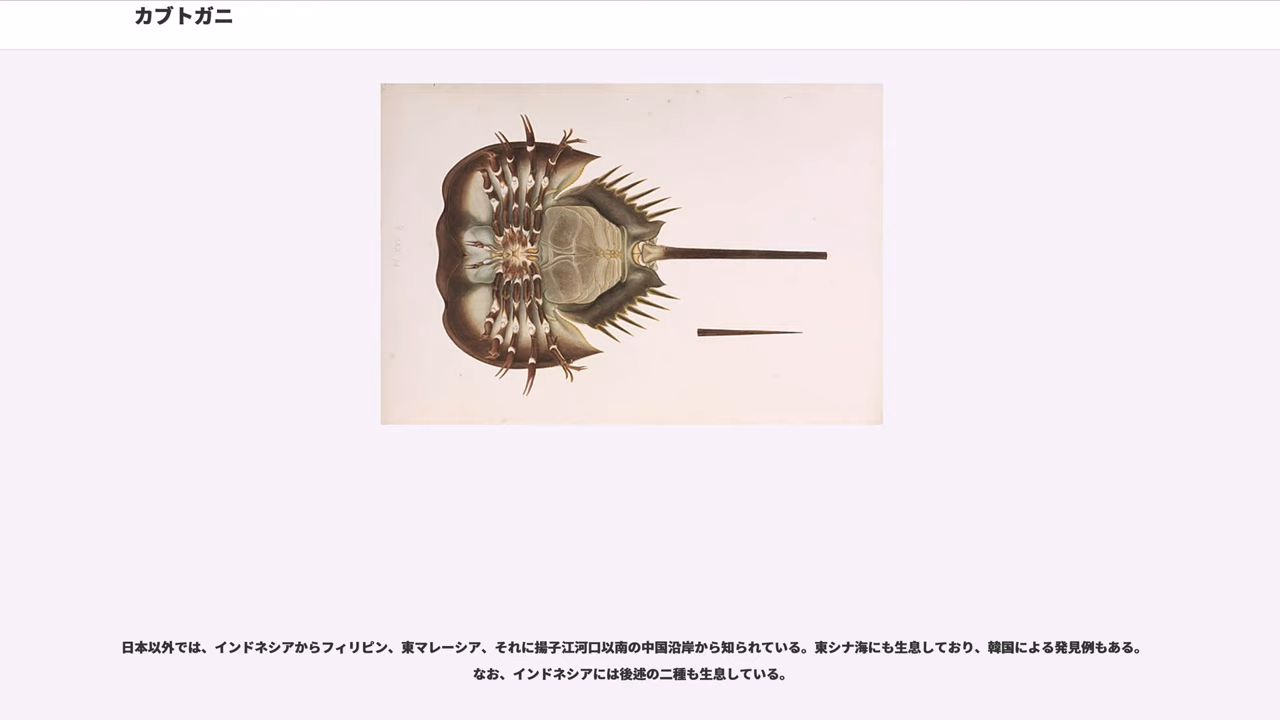 カブトガニ
日本以外では、インドネシアからフィリピン、東マレーシア、それに揚子江河口以南の中国沿岸から知られている。東シナ海にも生息しており、韓国による発見例もある。
なお、インドネシアには後述の二種も生息している。